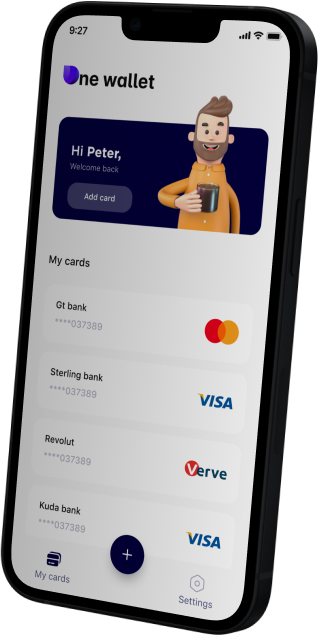 9:27
One wallet
Hi Peter,
Welcome back
Add card
My cards
Gt bank
****037389
VISA
Sterling bank
****037389
Revolut
****037389
Verve
Kuda bank
****037389
VISA
+
My cards
Settings